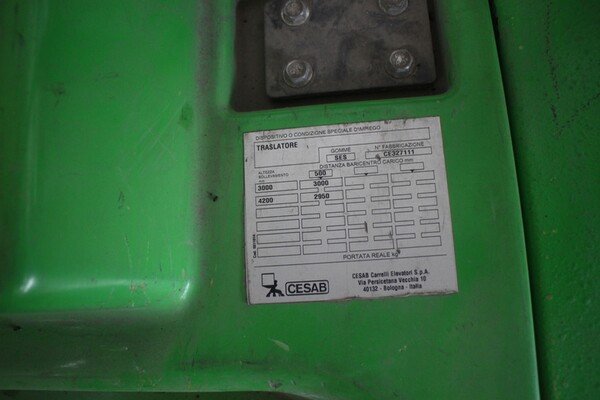 DISPOSITIVO O CONDIZIONE SPECIALE D'IMPIEGO
TRASLATORE
GOMME N° FABBRICAZIONE
SES CE327111
DISTANZA BARICENTRO CARICO mm
ALTEZZA
SOLLEVAMENTO
mm
500
3000 3000
4200 2950
PORTATA REALE kg
CESAB
CESAB Carrelli Elevatori S.p.A.
Via Persicetana Vecchia 10
40132 - Bologna - Italia